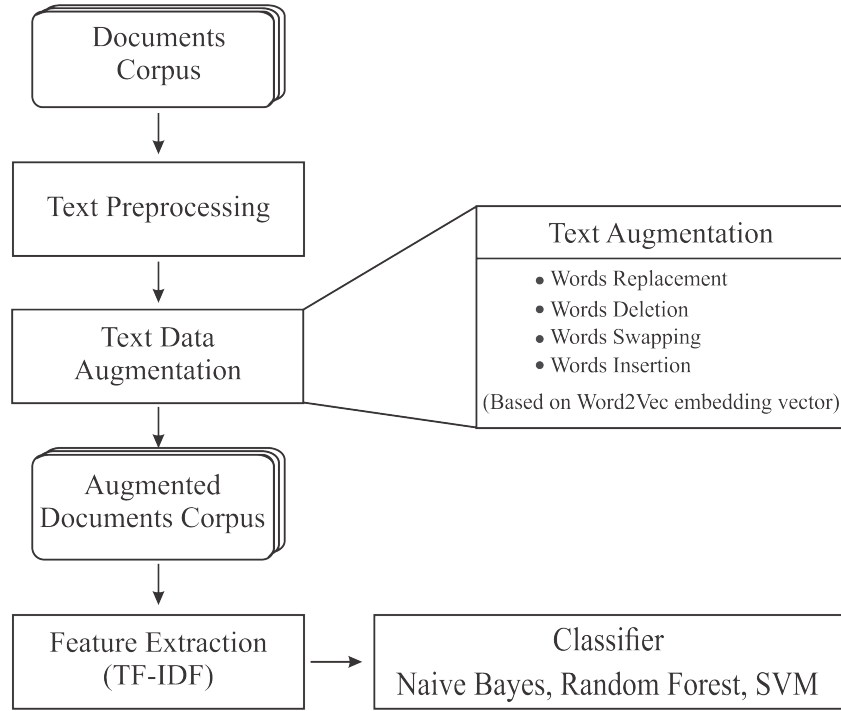 Documents
Corpus
Text Preprocessing
Text Data
Augmentation
Text Augmentation
• Words Replacement
• Words Deletion
• Words Swapping
• Words Insertion
(Based on Word2Vec embedding vector)
Augmented
Documents Corpus
Feature Extraction
(TF-IDF)
Classifier
Naive Bayes, Random Forest, SVM